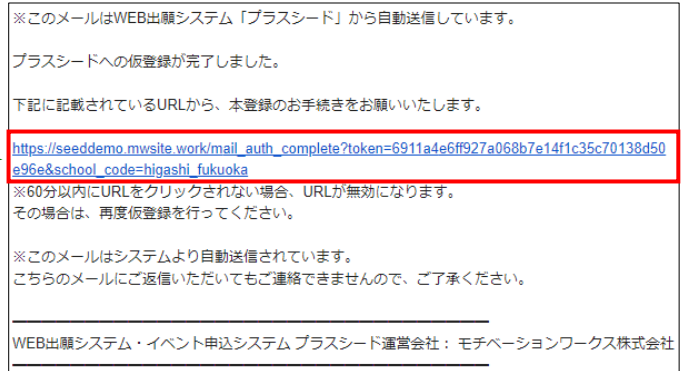 ※このメールはWEB出願システム「プラスシード」から自動送信しています。
プラスシードへの仮登録が完了しました。
下記に記載されているURLから、本登録のお手続きをお願いいたします。
https://seeddemo.mwsite.work/mail_auth_complete?token=6911a4e6ff927a068b7e14f1c35c70138d50
e96e&school_code=higashi_fukuoka
※60分以内にURLをクリックされない場合、URLが無効になります。
その場合は、再度仮登録を行ってください。
※このメールはシステムより自動送信されています。
こちらのメールにご返信いただいてもご連絡できませんので、ご了承ください。
WEB出願システム・イベント申込システム プラスシード運営会社： モチベーションワークス株式会社